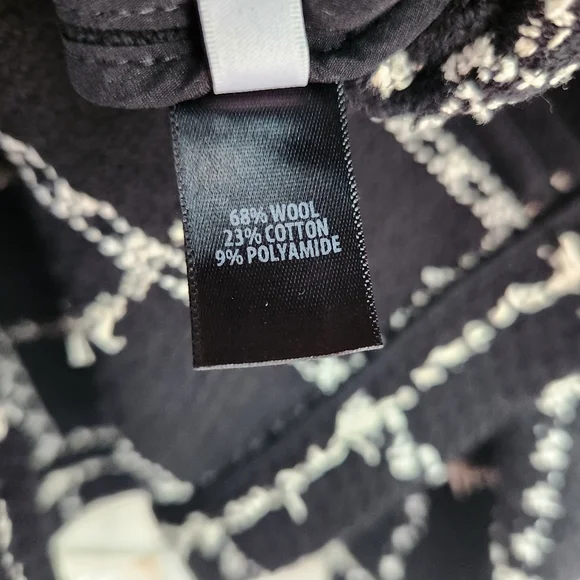 68% WOOL
23% COTTON
9% POLYAMIDE